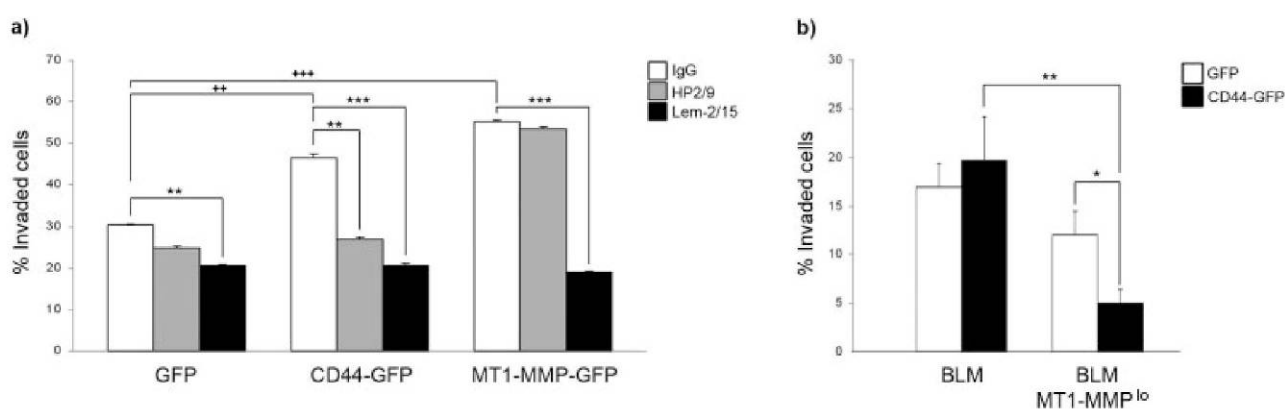 a)
% Invaded cells
70
60
50
40
30
20
10
0
+++
++
***
***
**
**
IgG
HP2/9
Lem-2/15
GFP
CD44-GFP
MT1-MMP-GFP
b)
% Invaded cells
30
25
20
15
10
5
0
**
*
GFP
CD44-GFP
BLM
BLM
MT1-MMP lo